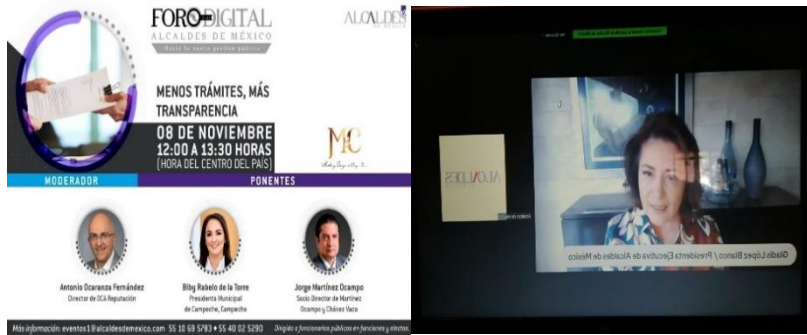 FORO DIGITAL
ALCALDES DE MÉXICO
Hacia la nueva gestión pública
ALCALDES
DE MÉXICO
MENOS TRÁMITES, MÁS
TRANSPARENCIA
08 DE NOVIEMBRE
12:00 A 13:30 HORAS
(HORA DEL CENTRO DEL PAÍS)
MC
MODERADOR
PONENTES
Antonio Ocaranza Fernández
Director de OCA Reputación
Biby Rabelo de la Torre
Presidenta Municipal
de Campeche, Campeche
Jorge Martínez Ocampo
Socio Director de Martínez
Ocampo y Chávez Vaca
Más información: eventos1@alcaldesdemexico.com 55 10 69 5783 • 55 40 02 5290 Dirigido a funcionarios públicos en funciones y electos.
ALCALDES
Gladis López Blanco / Presidenta Ejecutiva de Alcaldes de México